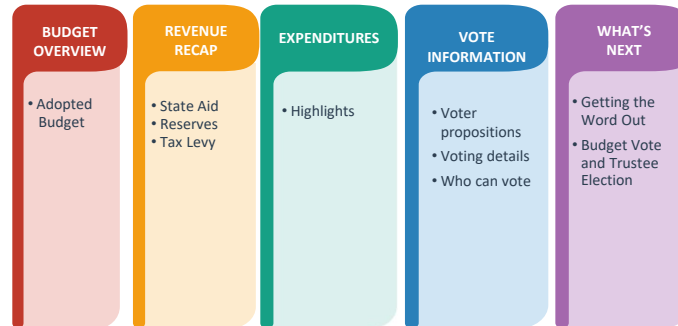 BUDGET
OVERVIEW
• Adopted
Budget
REVENUE
RECAP
• State Aid
• Reserves
• Tax Levy
EXPENDITURES
• Highlights
VOTE
INFORMATION
• Voter
propositions
• Voting details
• Who can vote
WHAT'S
NEXT
• Getting the
Word Out
• Budget Vote
and Trustee
Election